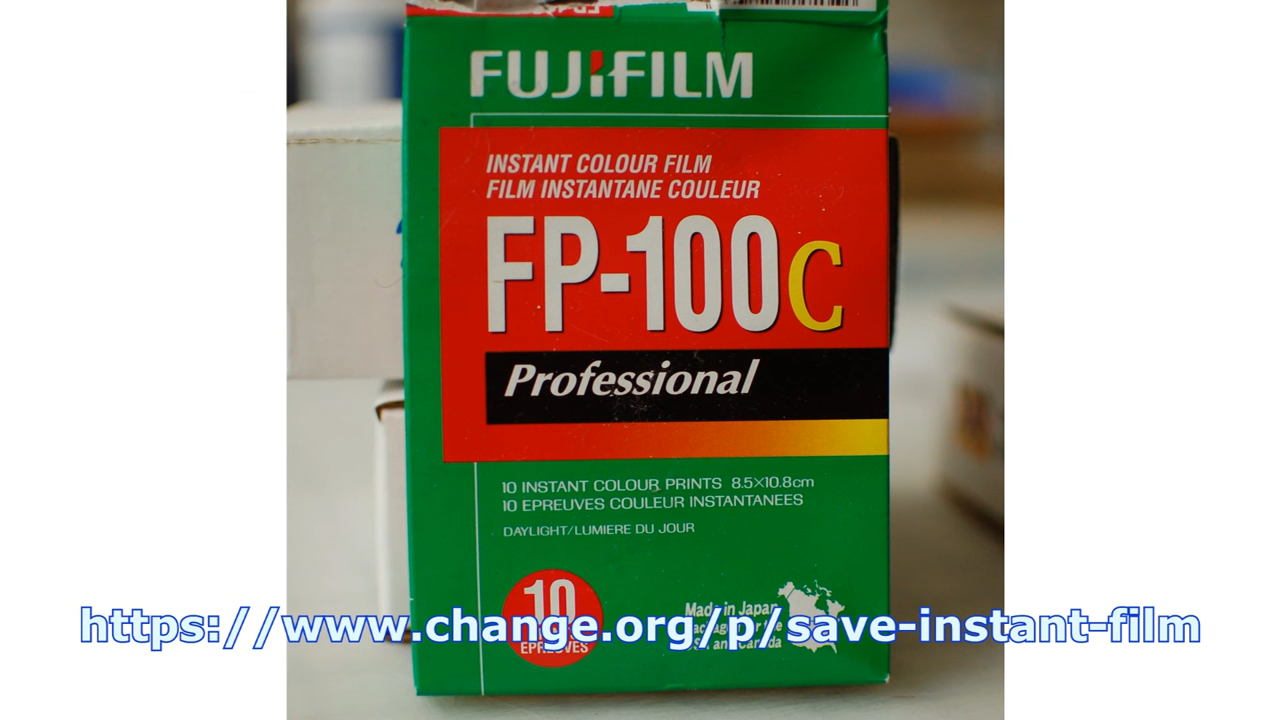 FUJIFILM
INSTANT COLOUR FILM
FILM INSTANTANE COULEUR
FP-100C
Professional
10 INSTANT COLOUR PRINTS 8.5×10.8cm
10 EPREUVES COULEUR INSTANTANEES
DAYLIGHT/LUMIERE DU JOUR
10
EPREUVES
Made in Japan
and Canada
https://www.change.org/p/save-instant-film